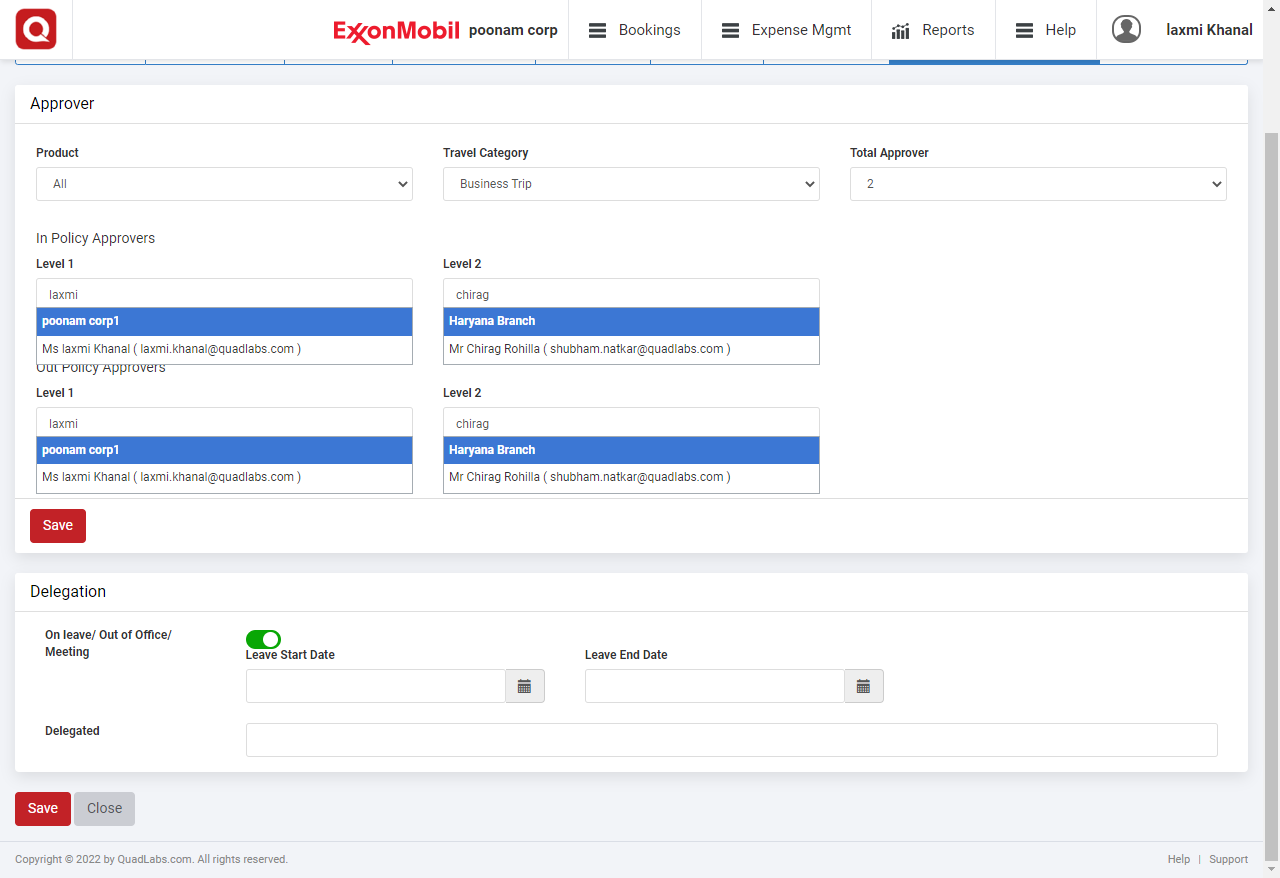 Q
ExxonMobil poonam corp Bookings Expense Mgmt Reports Help laxmi Khanal
Approver
Product Travel Category Total Approver
All Business Trip 2
In Policy Approvers
Level 1 Level 2
laxmi chirag
poonam corp1 Haryana Branch
Ms laxmi Khanal ( laxmi.khanal@quadlabs.com ) Mr Chirag Rohilla ( shubham.natkar@quadlabs.com )
Out Policy Approvers
Level 1 Level 2
laxmi chirag
poonam corp1 Haryana Branch
Ms laxmi Khanal ( laxmi.khanal@quadlabs.com ) Mr Chirag Rohilla ( shubham.natkar@quadlabs.com )
Save
Delegation
On leave/ Out of Office/
Meeting
Leave Start Date Leave End Date
Delegated
Save Close
Copyright © 2022 by QuadLabs.com. All rights reserved. Help | Support